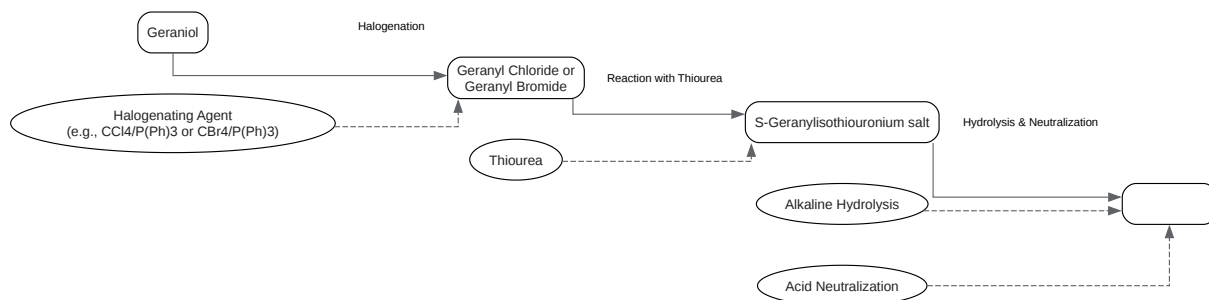 Geraniol
Halogenation
Geranyl Chloride or
Geranyl Bromide
Reaction with Thiourea
Halogenating Agent
(e.g., CCl4/P(Ph)3 or CBr4/P(Ph)3)
S-Geranylisothiouronium salt
Hydrolysis & Neutralization
Thiourea
Alkaline Hydrolysis
Acid Neutralization